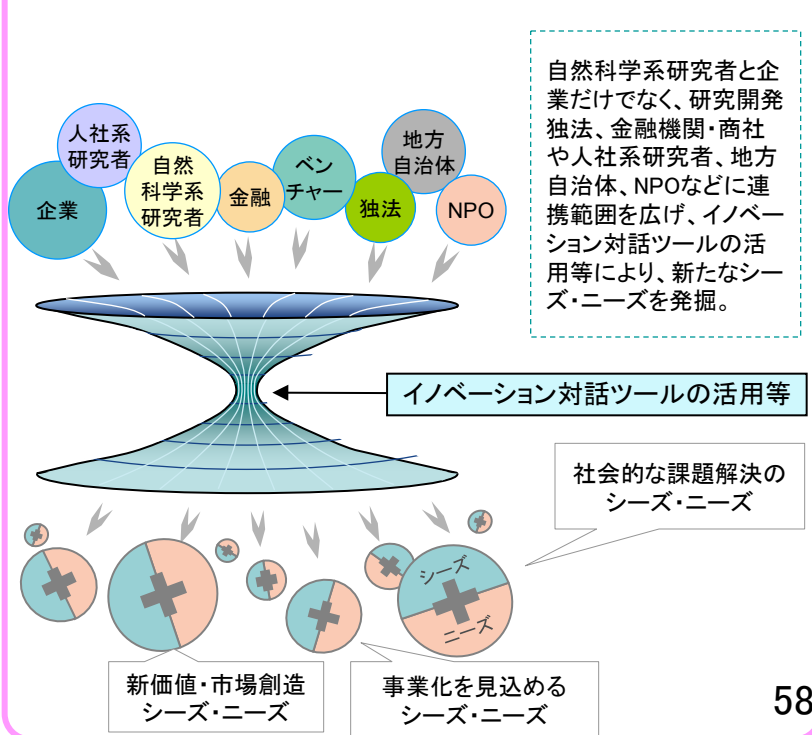 自然科学系研究者と企
業だけでなく、研究開発
独法、金融機関・商社
や人社系研究者、地方
自治体、NPOなどに連
携範囲を広げ、イノベー
ション対話ツールの活
用等により、新たなシー
ズ・ニーズを発掘。
企業
人社系
研究者
自然
科学系
研究者
金融
ベン
チャー
独法
地方
自治体
NPO
イノベーション対話ツールの活用等
社会的な課題解決の
シーズ・ニーズ
シーズ
ニーズ
新価値・市場創造
シーズ・ニーズ
事業化を見込める
シーズ・ニーズ
58